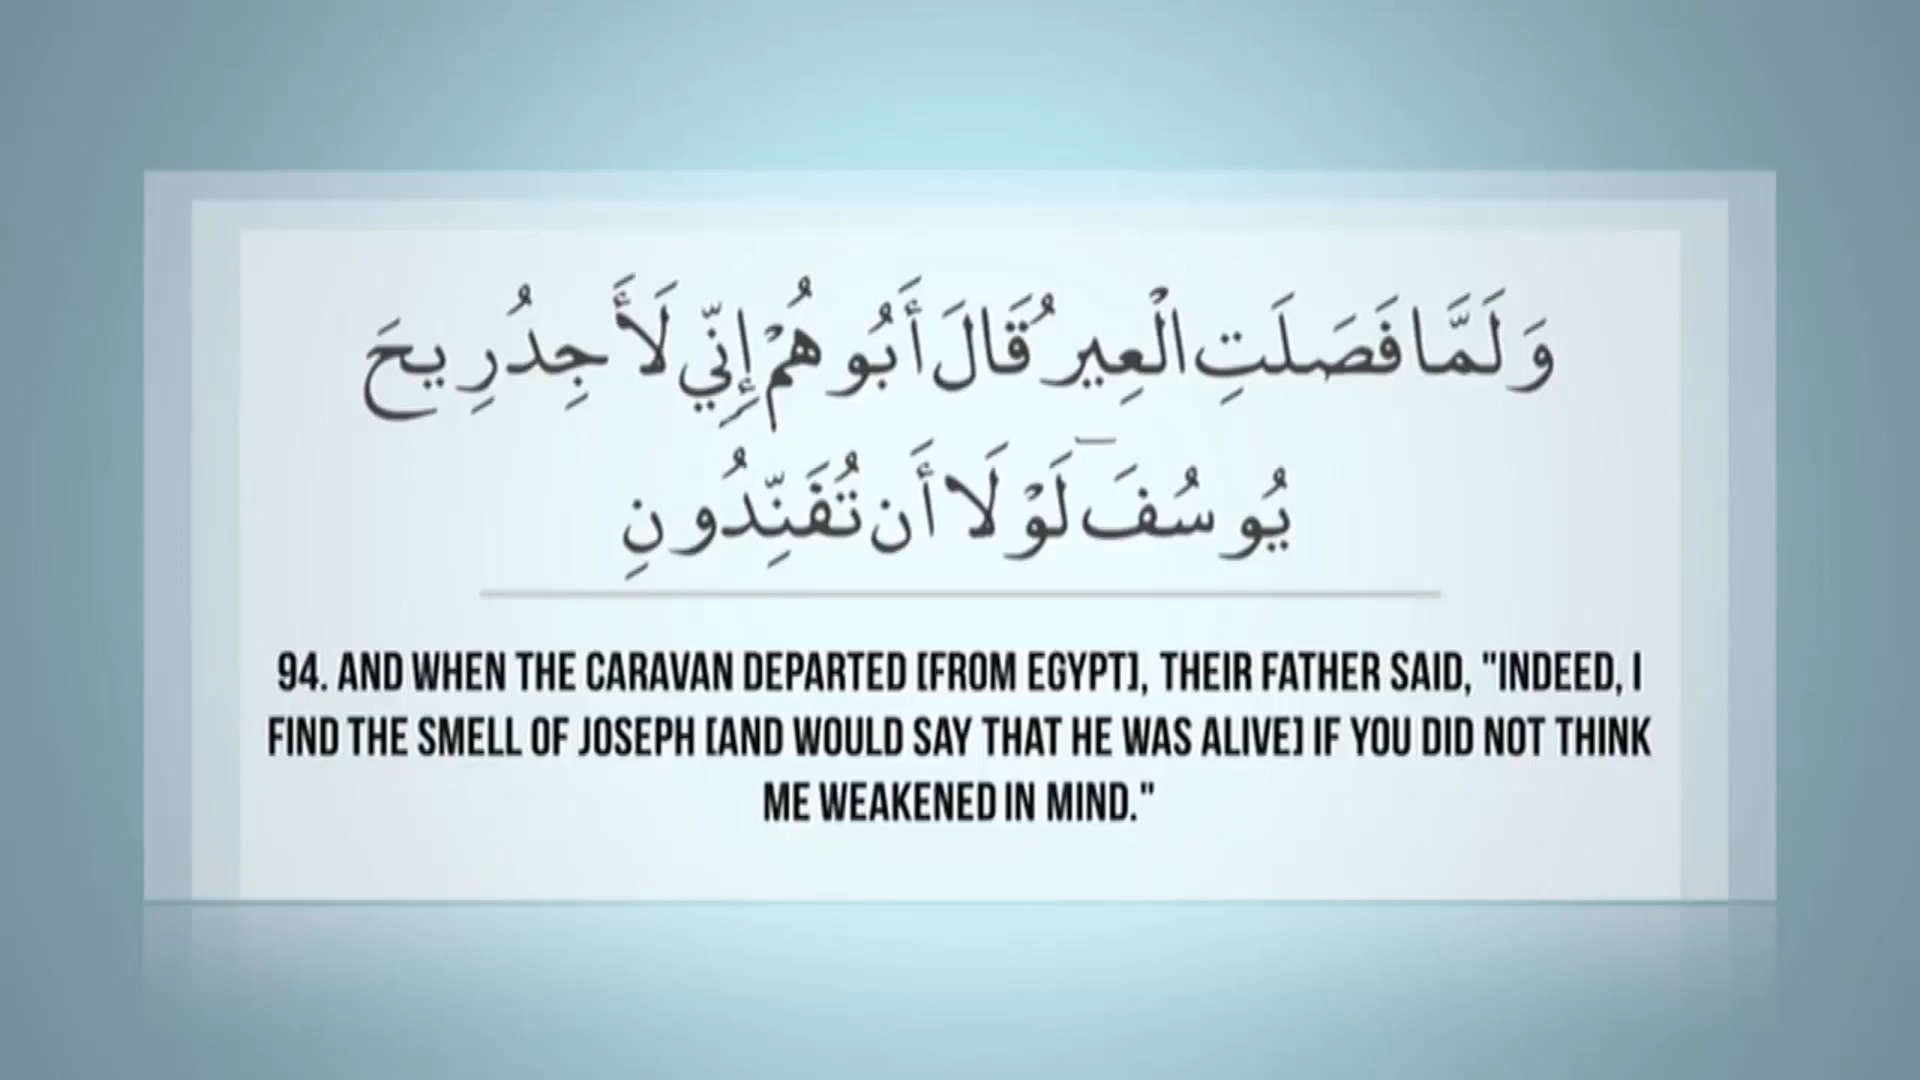 وَلَمَّا فَصَلَتِ الْعِيرُ قَالَ أَبُوهُمْ إِنِّي لَأَجِدُ رِيحَ
يُوسُفَ ۖ لَوْلَا أَن تُفَنِّدُونِ
94. AND WHEN THE CARAVAN DEPARTED [FROM EGYPT], THEIR FATHER SAID, "INDEED, I
FIND THE SMELL OF JOSEPH [AND WOULD SAY THAT HE WAS ALIVE] IF YOU DID NOT THINK
ME WEAKENED IN MIND."